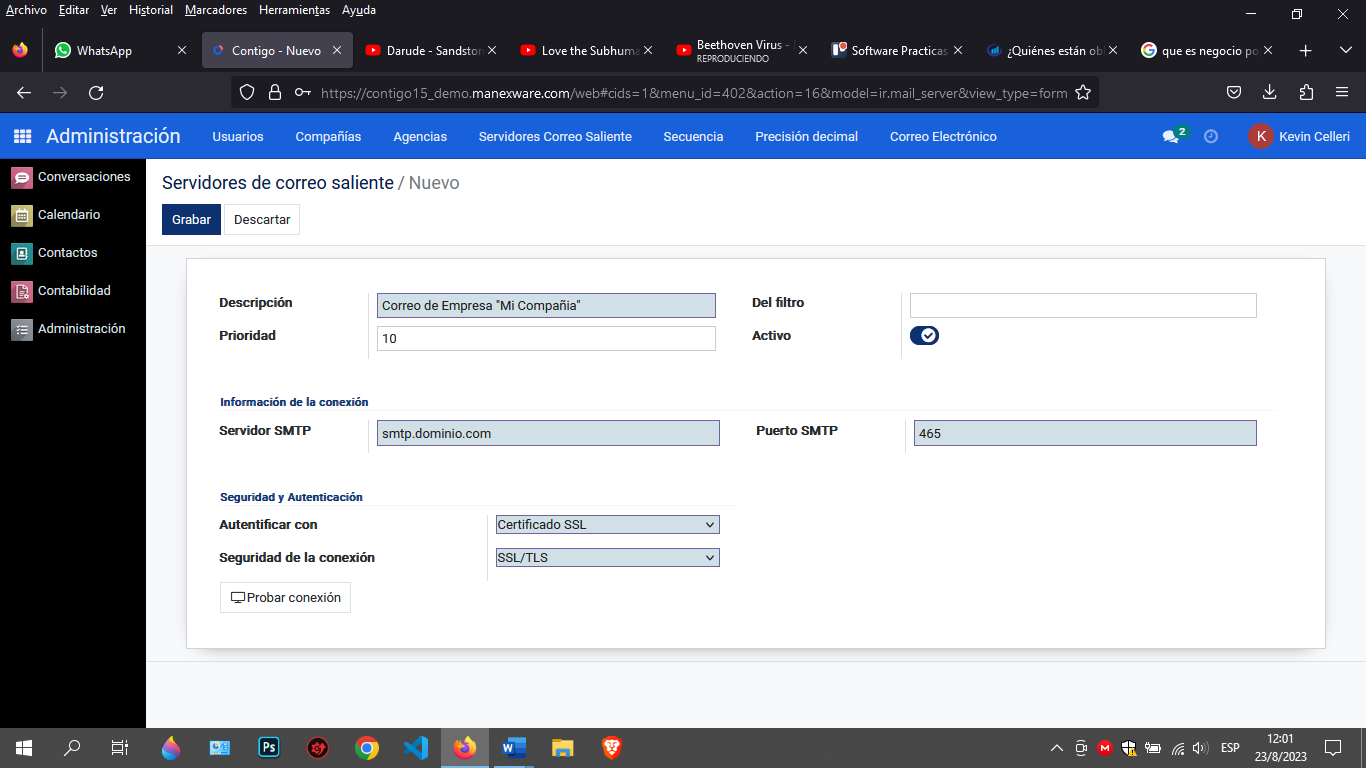 Archivo Editar Ver Historial Marcadores Herramientas Ayuda
WhatsApp
Contigo - Nuevo
Darude - Sandstor
Love the Subhuma
Beethoven Virus -
REPRODUCIENDO
Software Practicas
¿Quiénes están obl
que es negocio po
https://contigo15_demo.manexware.com/web#cids=1&menu_id=402&action=16&model=ir.mail_server&view_type=form
Administración Usuarios Compañías Agencias Servidores Correo Saliente Secuencia Precisión decimal Correo Electrónico 2 K Kevin Celleri
Conversaciones
Calendario
Contactos
Contabilidad
Administración
Servidores de correo saliente / Nuevo
Grabar Descartar
Descripción Correo de Empresa "Mi Compañia" Del filtro
Prioridad 10 Activo
Información de la conexión
Servidor SMTP smtp.dominio.com Puerto SMTP 465
Seguridad y Autenticación
Autentificar con Certificado SSL
Seguridad de la conexión SSL/TLS
Probar conexión
Ps
W
M
ESP
12:01
23/8/2023